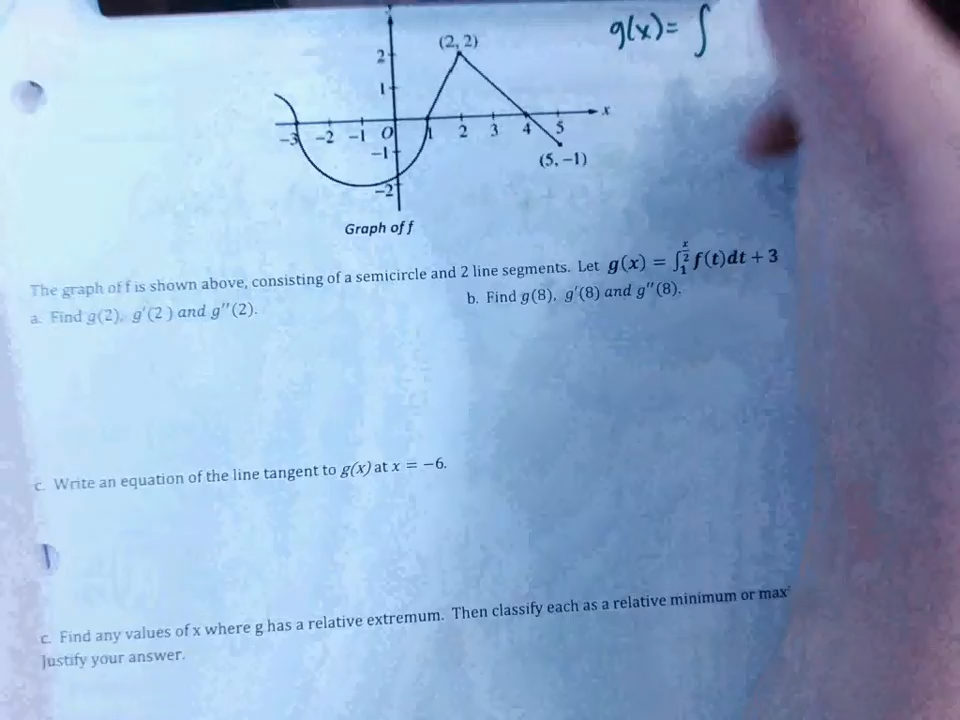 y
(2, 2)
g(x) = ∫
2
1
-3 -2 -1 O 1 2 3 4 5 x
-1
(5, -1)
-2
Graph of f
The graph of f is shown above, consisting of a semicircle and 2 line segments. Let g(x) = ∫₁^(x/2) f(t)dt + 3
a. Find g(2), g'(2) and g''(2).
b. Find g(8), g'(8) and g''(8).
c. Write an equation of the line tangent to g(x) at x = -6.
c. Find any values of x where g has a relative extremum. Then classify each as a relative minimum or max
Justify your answer.